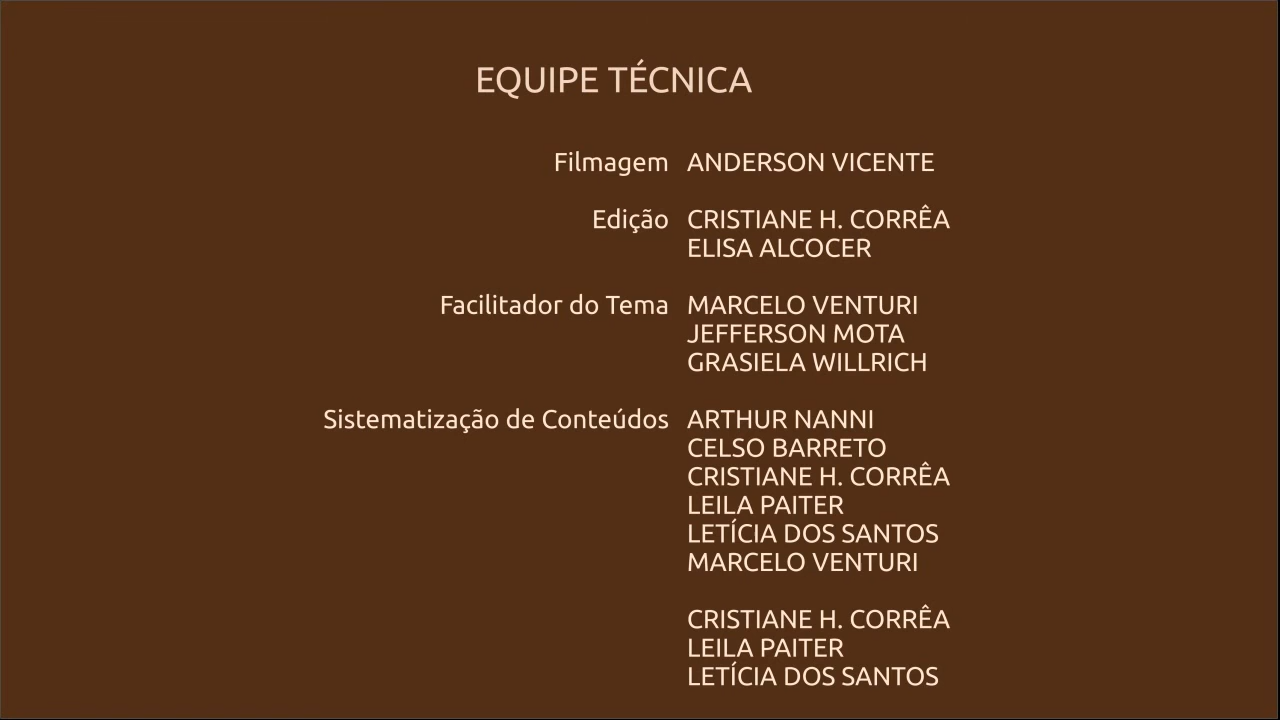 EQUIPE TÉCNICA
Filmagem ANDERSON VICENTE
Edição CRISTIANE H. CORRÊA
ELISA ALCOCER
Facilitador do Tema MARCELO VENTURI
JEFFERSON MOTA
GRASIELA WILLRICH
Sistematização de Conteúdos ARTHUR NANNI
CELSO BARRETO
CRISTIANE H. CORRÊA
LEILA PAITER
LETÍCIA DOS SANTOS
MARCELO VENTURI
CRISTIANE H. CORRÊA
LEILA PAITER
LETÍCIA DOS SANTOS